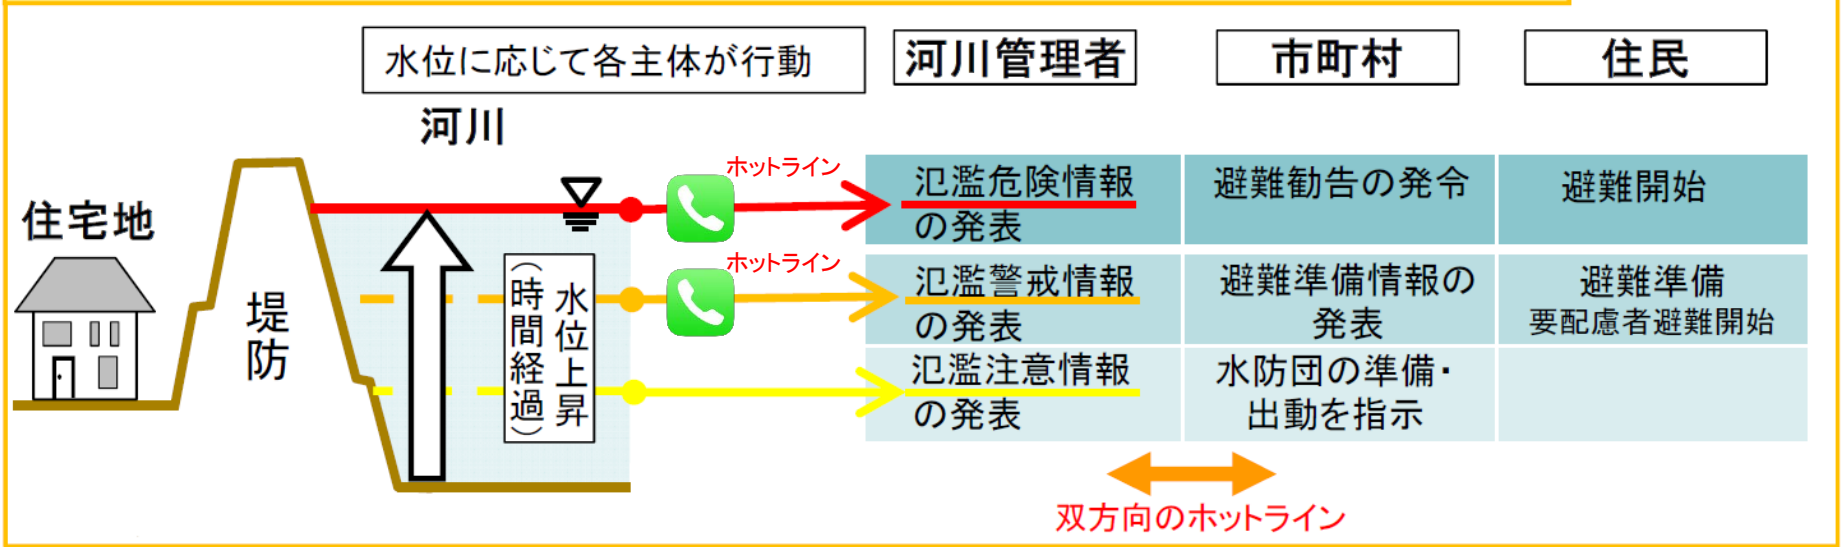 水位に応じて各主体が行動
河川管理者
市町村
住民
河川
住宅地
堤防
水位上昇
(時間経過)
ホットライン
氾濫危険情報
の発表
避難勧告の発令
避難開始
ホットライン
氾濫警戒情報
の発表
避難準備情報の
発表
避難準備
要配慮者避難開始
氾濫注意情報
の発表
水防団の準備・
出動を指示
双方向のホットライン